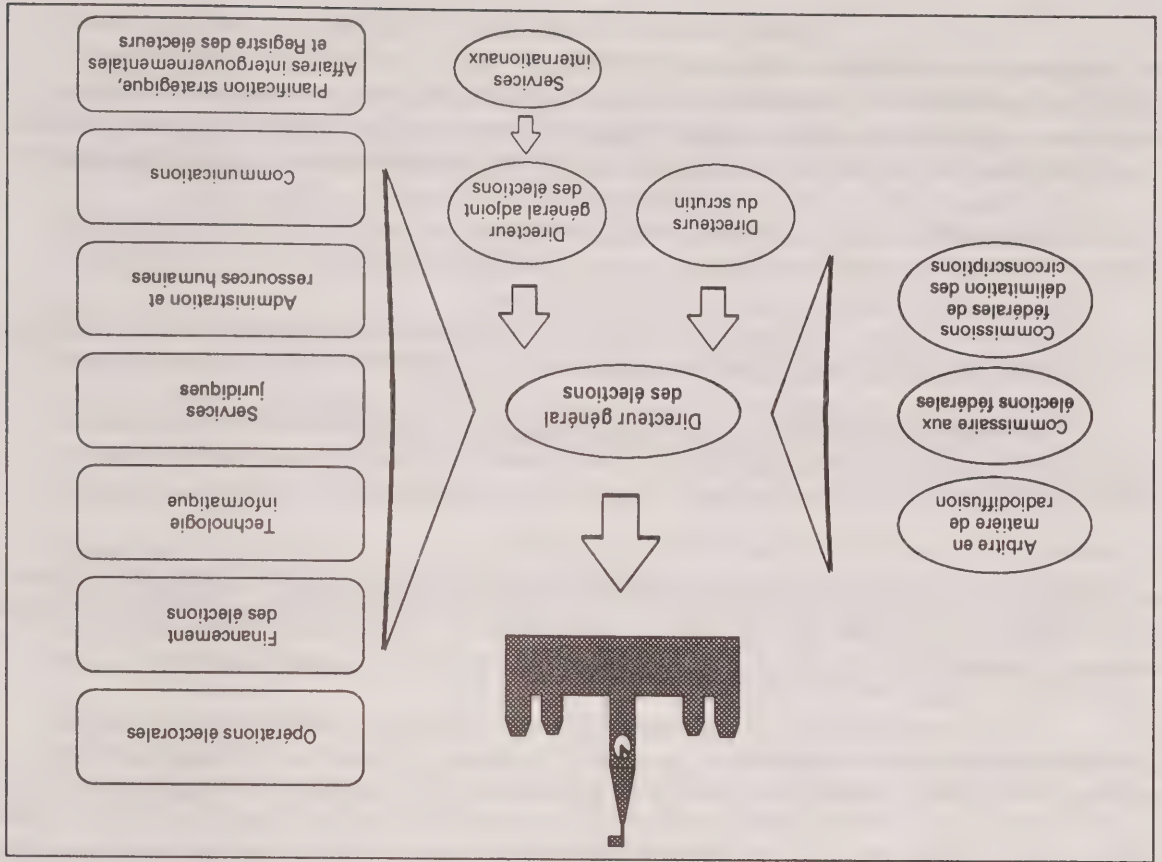 Arbitre en
matière de
radiodiffusion
Commissaire aux
élections fédérales
Commissions
fédérales de
délimitation des
circonscriptions
Directeur général
des élections
Directeurs
du scrutin
Directeur
général adjoint
des élections
Services
internationaux
Opérations électorales
Financement
des élections
Technologie
informatique
Services
juridiques
Administration et
ressources humaines
Communications
Planification stratégique,
Affaires intergouvernementales
et Registre des électeurs